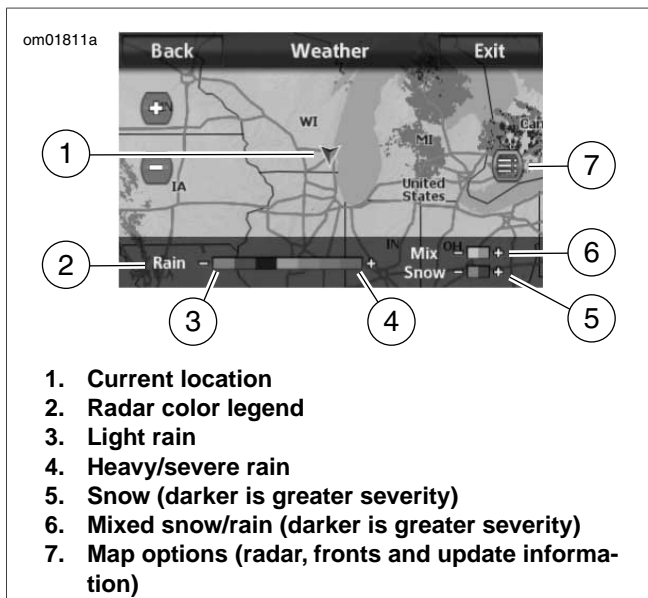 om01811a
Back Weather Exit
WI
MI
Can
1
7
IA
United
States
IN OH
Mix - +
6
2
Rain - +
Snow - +
3
4
5
1. Current location
2. Radar color legend
3. Light rain
4. Heavy/severe rain
5. Snow (darker is greater severity)
6. Mixed snow/rain (darker is greater severity)
7. Map options (radar, fronts and update informa-
tion)